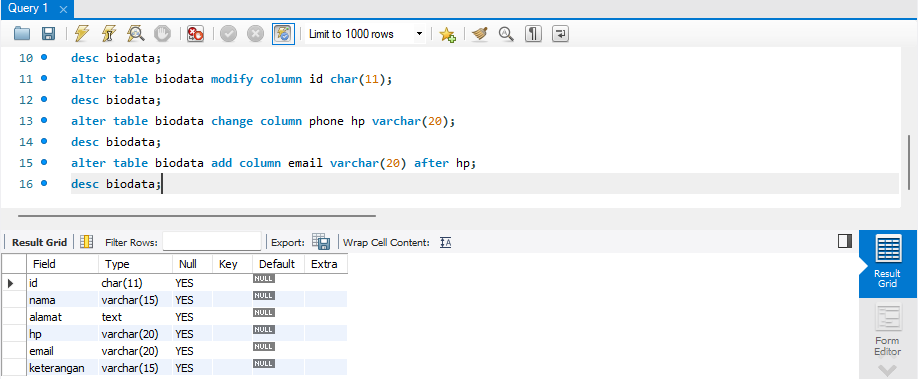 Query 1
Limit to 1000 rows
10 desc biodata;
11 alter table biodata modify column id char(11);
12 desc biodata;
13 alter table biodata change column phone hp varchar(20);
14 desc biodata;
15 alter table biodata add column email varchar(20) after hp;
16 desc biodata;
Result Grid Filter Rows: Export: Wrap Cell Content:
Field Type Null Key Default Extra
id char(11) YES NULL
nama varchar(15) YES NULL
alamat text YES NULL
hp varchar(20) YES NULL
email varchar(20) YES NULL
keterangan varchar(15) YES NULL
Result
Grid
Form
Editor